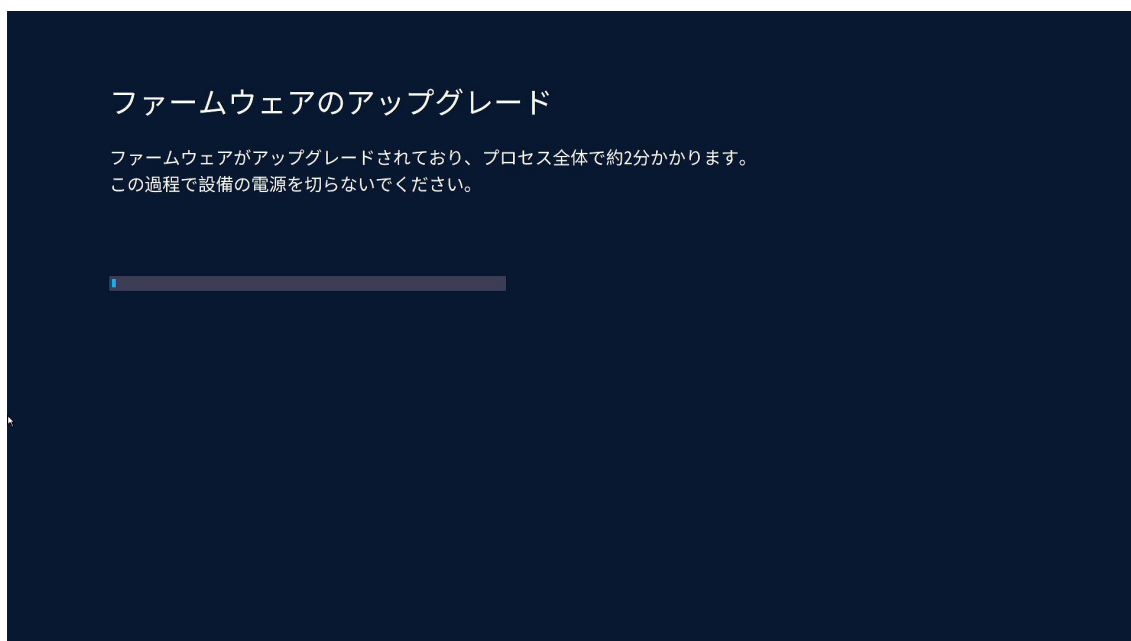 ファームウェアのアップグレード
ファームウェアがアップグレードされており、プロセス全体で約2分かかります。
この過程で設備の電源を切らないでください。